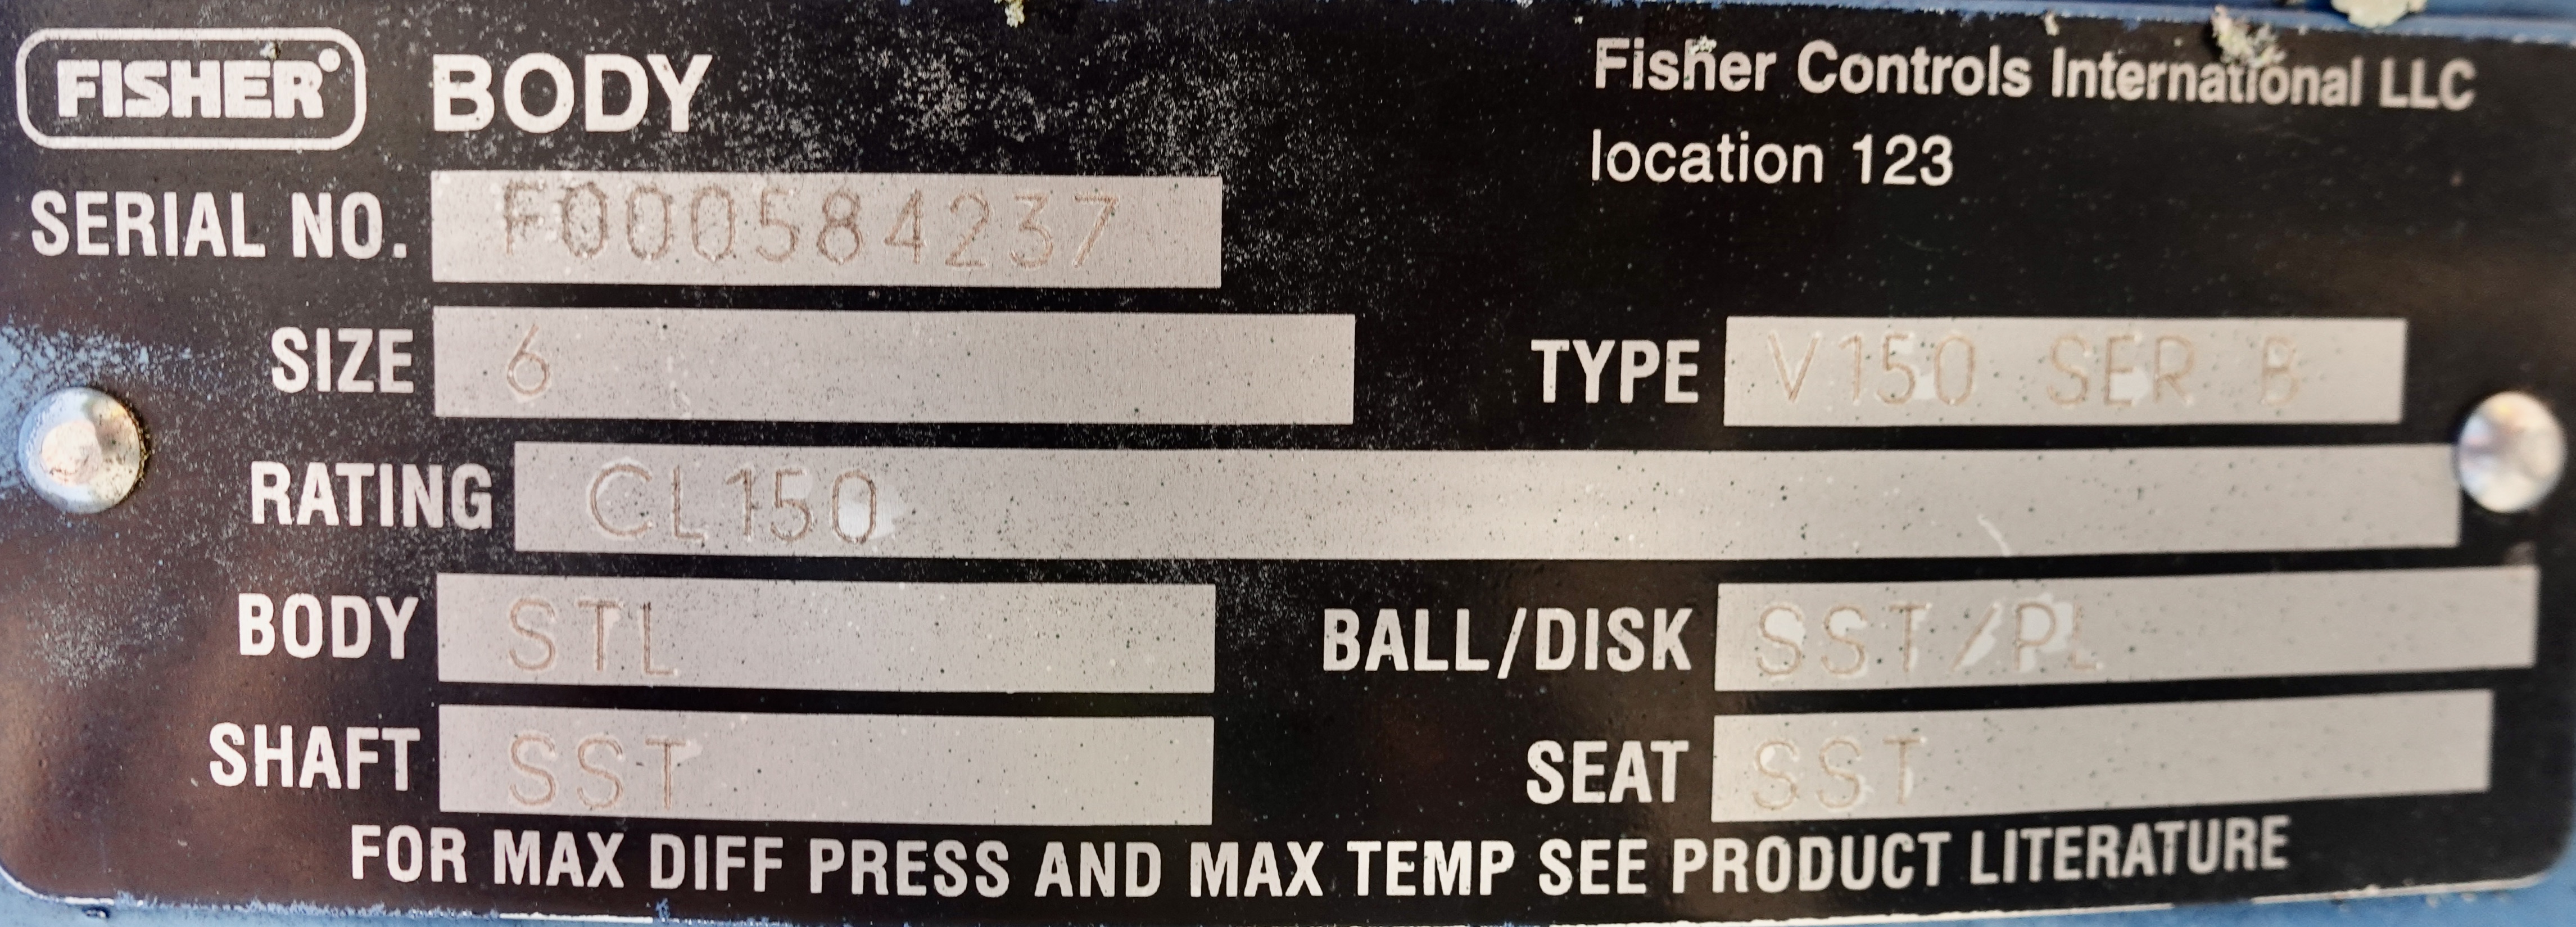 FISHER® BODY Fisher Controls International LLC
location 123
SERIAL NO. F000584237
SIZE 6 TYPE V150 SER B
RATING CL150
BODY STL BALL/DISK SST/PL
SHAFT SST SEAT SST
FOR MAX DIFF PRESS AND MAX TEMP SEE PRODUCT LITERATURE